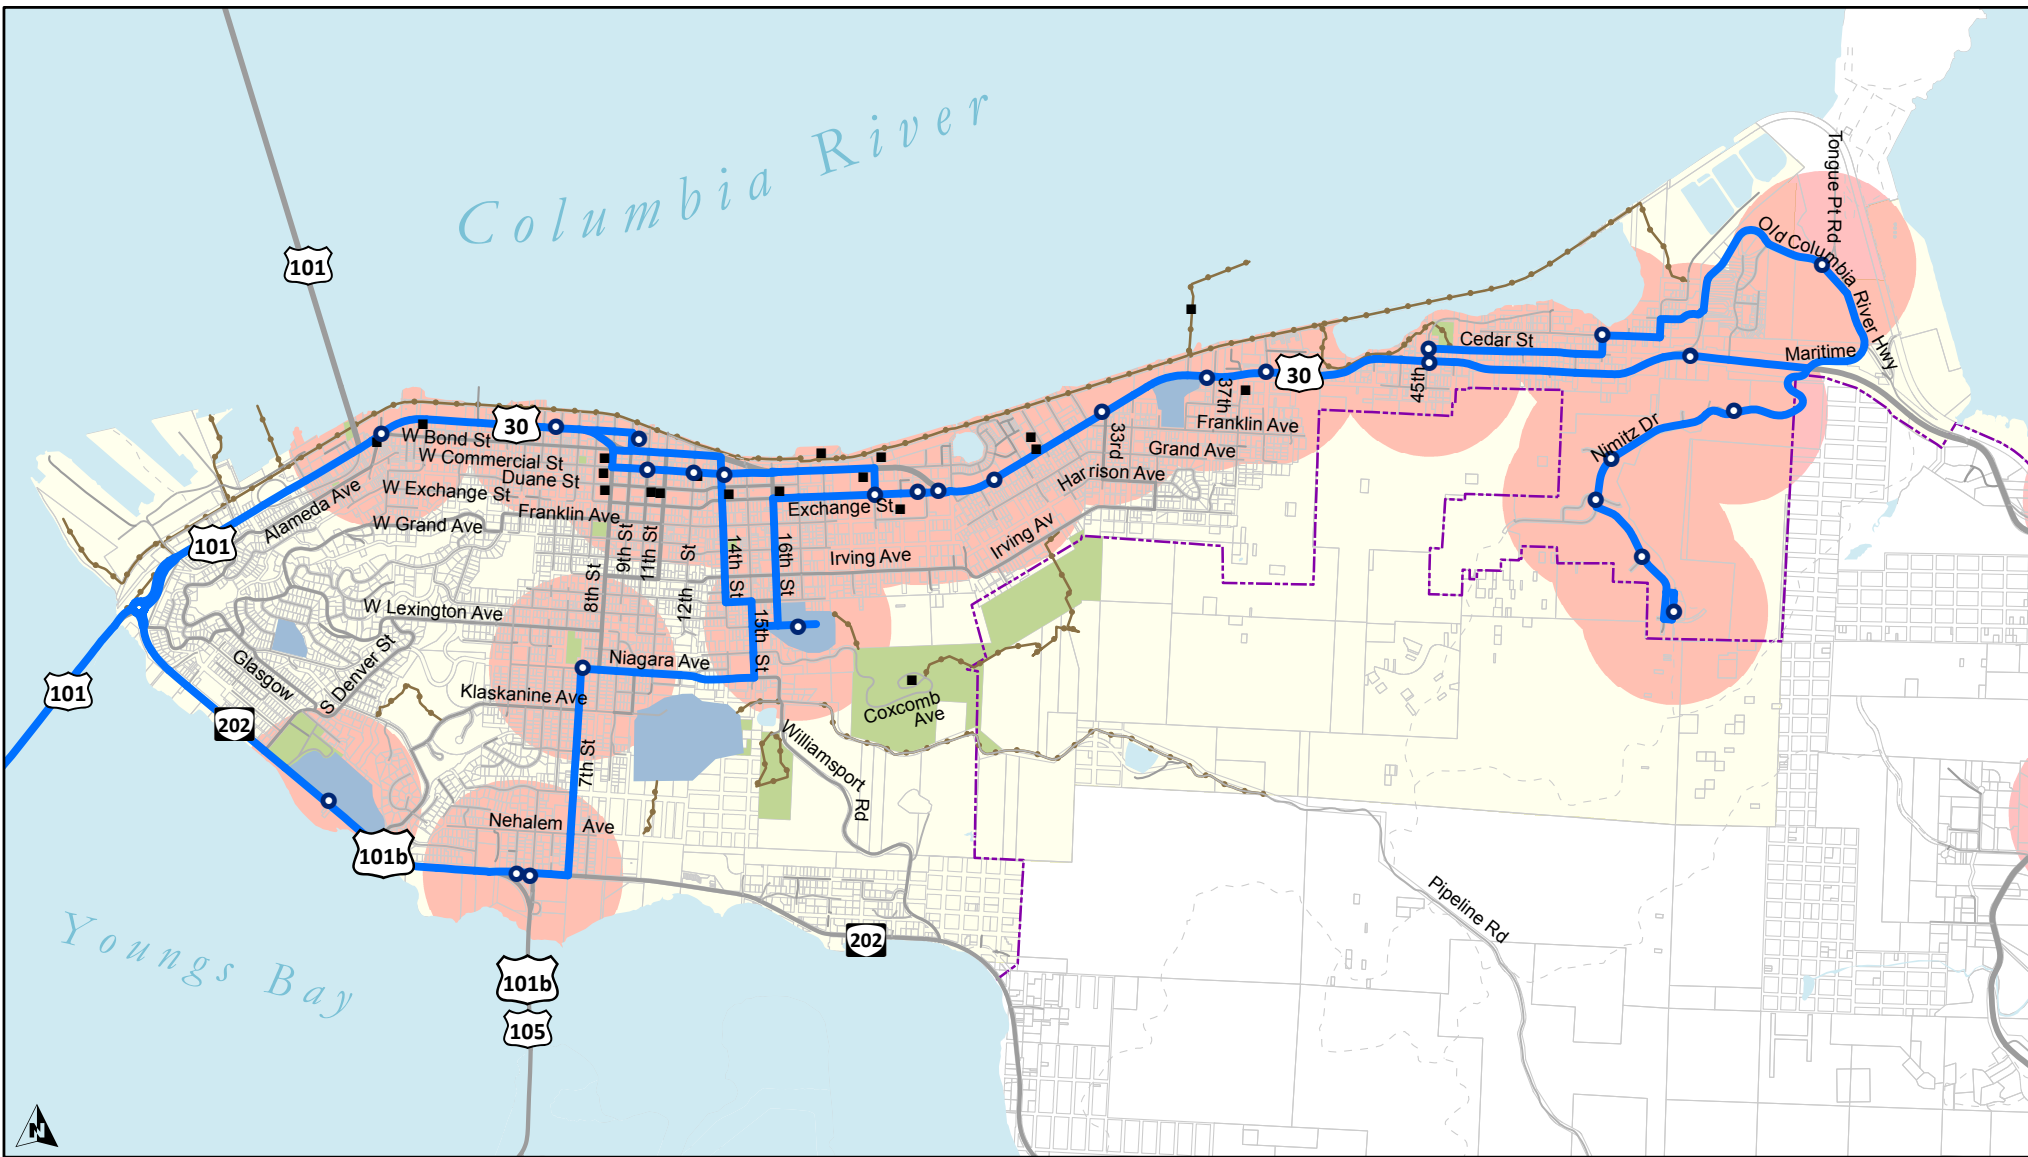 Columbia River
Tongue Pt Rd
Old Columbia River Hwy
101
Cedar St
Maritime
30
45th
37th
30
W Bond St
Franklin Ave
W Commercial St
33rd
Grand Ave
Duane St
Nimitz Dr
Harrison Ave
W Exchange St
Alameda Ave
Exchange St
Franklin Ave
W Grand Ave
101
9th St
11th St
12th St
14th St
16th St
Irving Ave
Irving Av
8th St
W Lexington Ave
15th St
Niagara Ave
Glasgow
S Denver St
101
Klaskanine Ave
Coxcomb
Ave
202
Williamsport Rd
7th St
Nehalem Ave
101b
Pipeline Rd
Youngs Bay
202
101b
105
N